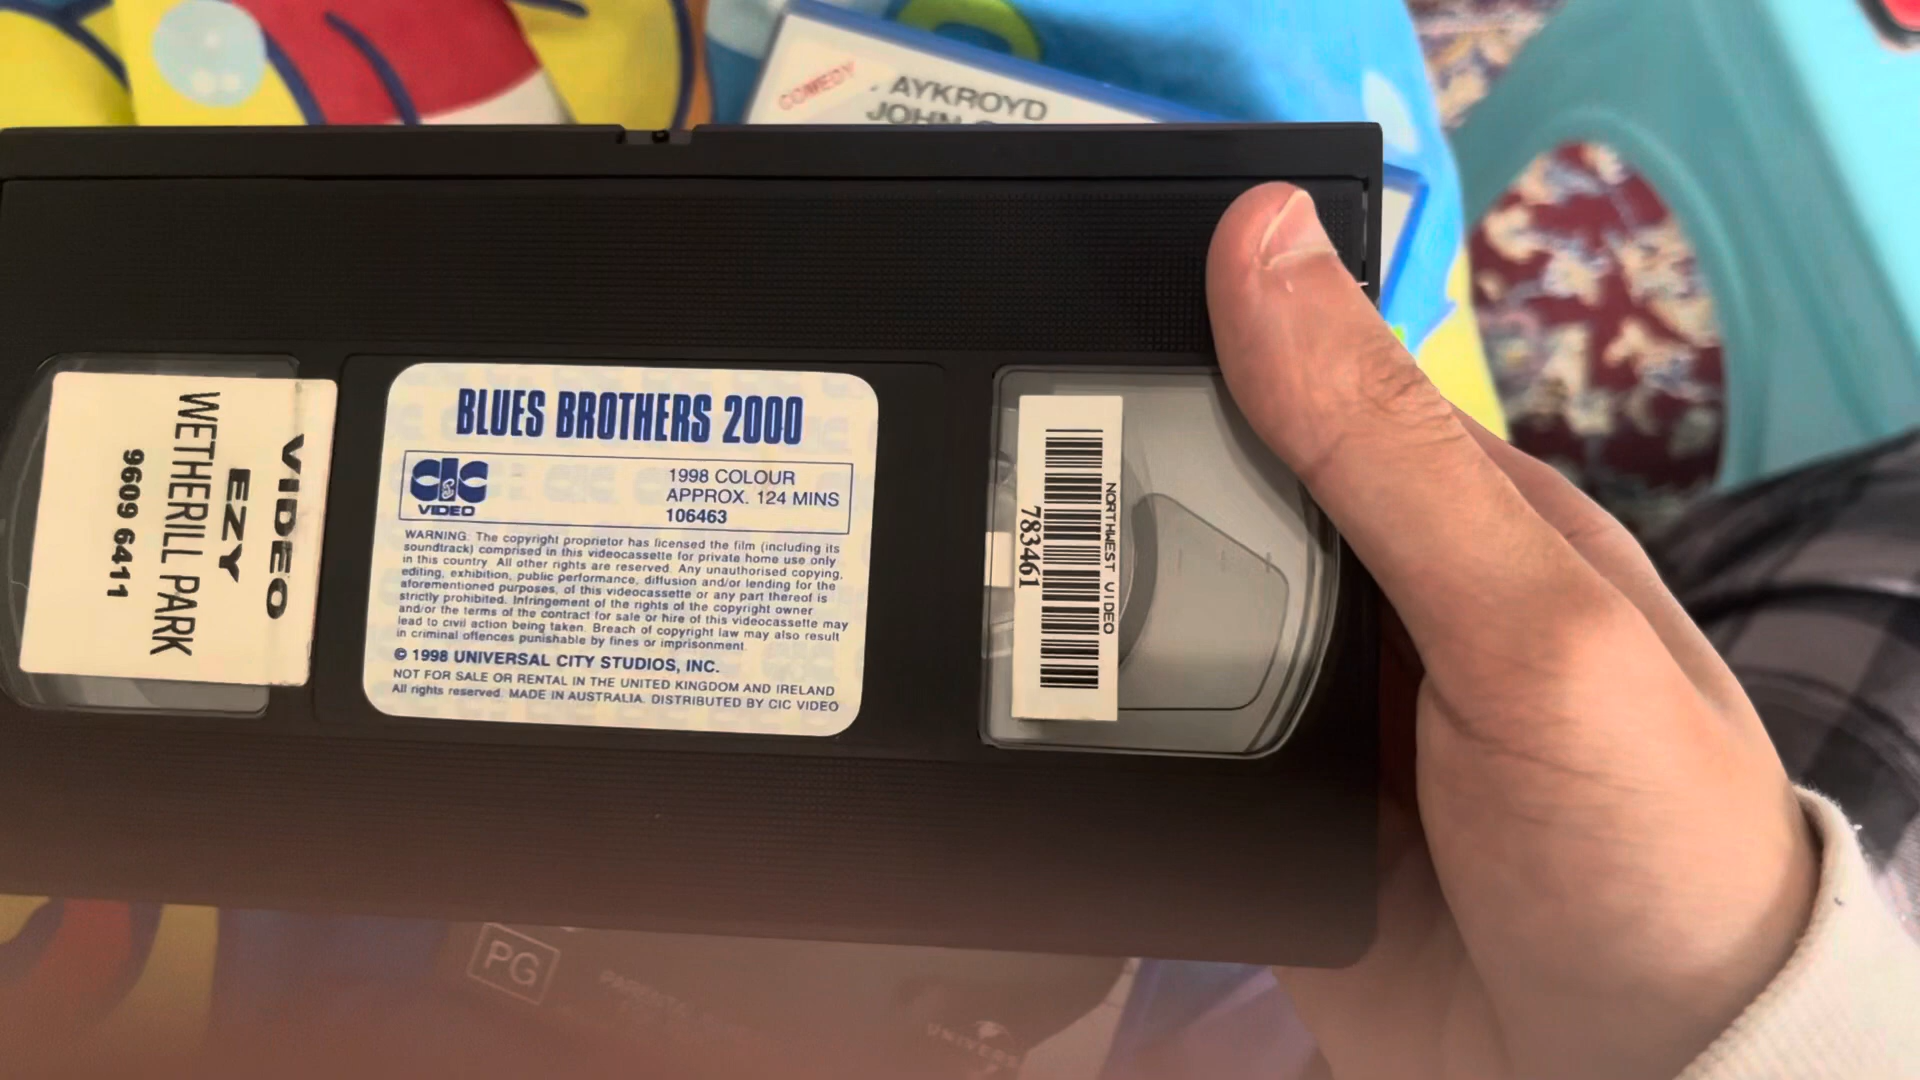 COMEDY
AYKROYD
JOHN
VIDEO
EZY
WETHERILL PARK
9609 6411
BLUES BROTHERS 2000
CIC
VIDEO
1998 COLOUR
APPROX. 124 MINS
106463
WARNING: The copyright proprietor has licensed the film (including its
soundtrack) comprised in this videocassette for private home use only
in this country. All other rights are reserved. Any unauthorised copying,
editing, exhibition, public performance, diffusion and/or lending for the
aforementioned purposes, of this videocassette or any part thereof is
strictly prohibited. Infringement of the rights of the copyright owner
and/or the terms of the contract for sale or hire of this videocassette may
lead to civil action being taken. Breach of copyright law may also result
in criminal offences punishable by fines or imprisonment.
© 1998 UNIVERSAL CITY STUDIOS, INC.
NOT FOR SALE OR RENTAL IN THE UNITED KINGDOM AND IRELAND
All rights reserved. MADE IN AUSTRALIA. DISTRIBUTED BY CIC VIDEO
NORTHWEST VIDEO
783461
PG